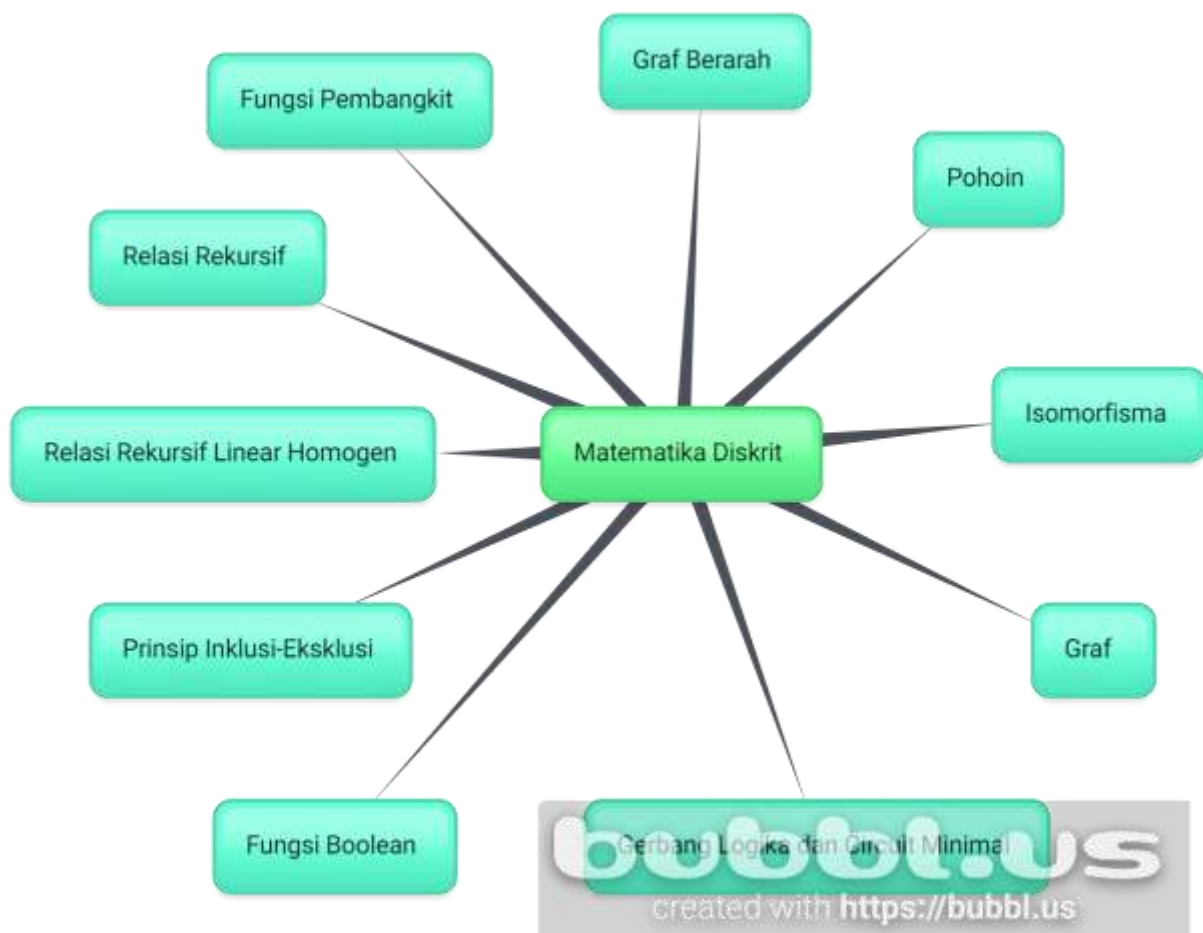 Graf Berarah
Fungsi Pembangkit
Pohoin
Relasi Rekursif
Isomorfisma
Relasi Rekursif Linear Homogen
Matematika Diskrit
Prinsip Inklusi-Eksklusi
Graf
Fungsi Boolean
Gerbang Logika dan Circuit Minimal
bubbl.us
created with https://bubbl.us